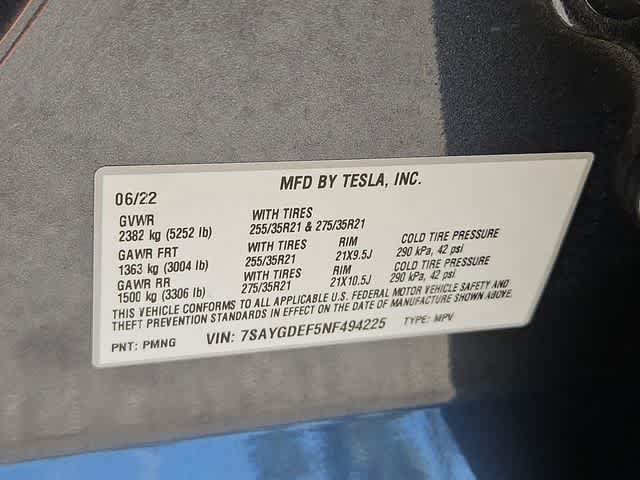 MFD BY TESLA, INC.
06/22
GVWR WITH TIRES
2382 kg (5252 lb) 255/35R21 & 275/35R21
GAWR FRT WITH TIRES RIM COLD TIRE PRESSURE
1363 kg (3004 lb) 255/35R21 21X9.5J 290 kPa, 42 psi
GAWR RR WITH TIRES RIM COLD TIRE PRESSURE
1500 kg (3306 lb) 275/35R21 21X10.5J 290 kPa, 42 psi
THIS VEHICLE CONFORMS TO ALL APPLICABLE U.S. FEDERAL MOTOR VEHICLE SAFETY AND
THEFT PREVENTION STANDARDS IN EFFECT ON THE DATE OF MANUFACTURE SHOWN ABOVE.
PNT: PMNG VIN: 7SAYGDEF5NF494225 TYPE: MPV